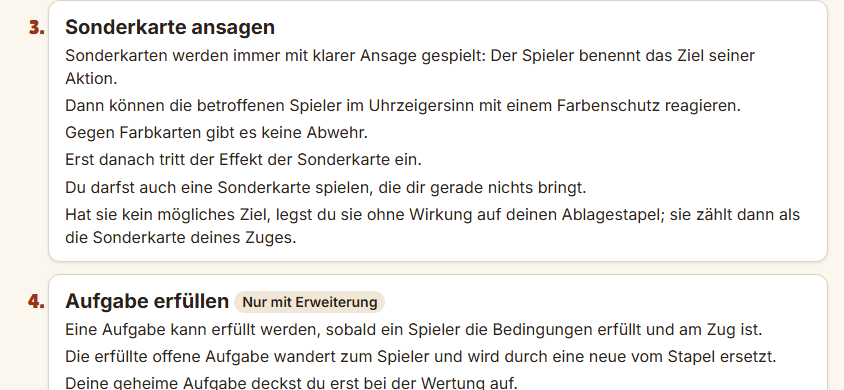 3. Sonderkarte ansagen
Sonderkarten werden immer mit klarer Ansage gespielt: Der Spieler benennt das Ziel seiner
Aktion.
Dann können die betroffenen Spieler im Uhrzeigersinn mit einem Farbenschutz reagieren.
Gegen Farbkarten gibt es keine Abwehr.
Erst danach tritt der Effekt der Sonderkarte ein.
Du darfst auch eine Sonderkarte spielen, die dir gerade nichts bringt.
Hat sie kein mögliches Ziel, legst du sie ohne Wirkung auf deinen Ablagestapel; sie zählt dann als
die Sonderkarte deines Zuges.
4. Aufgabe erfüllen Nur mit Erweiterung
Eine Aufgabe kann erfüllt werden, sobald ein Spieler die Bedingungen erfüllt und am Zug ist.
Die erfüllte offene Aufgabe wandert zum Spieler und wird durch eine neue vom Stapel ersetzt.
Deine geheime Aufgabe deckst du erst bei der Wertung auf.